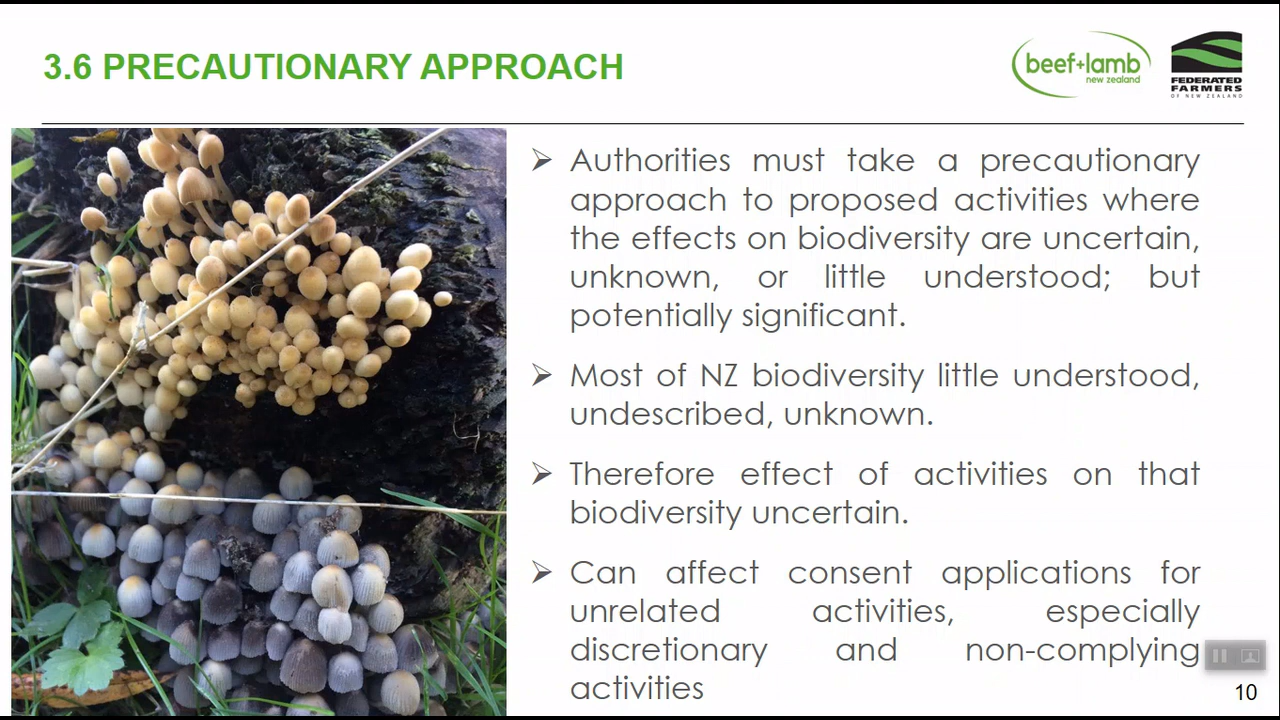 3.6 PRECAUTIONARY APPROACH
beef+lamb
new zealand
FEDERATED
FARMERS
OF NEW ZEALAND
➢ Authorities must take a precautionary
approach to proposed activities where
the effects on biodiversity are uncertain,
unknown, or little understood; but
potentially significant.
➢ Most of NZ biodiversity little understood,
undescribed, unknown.
➢ Therefore effect of activities on that
biodiversity uncertain.
➢ Can affect consent applications for
unrelated activities, especially
discretionary and non-complying
activities
10